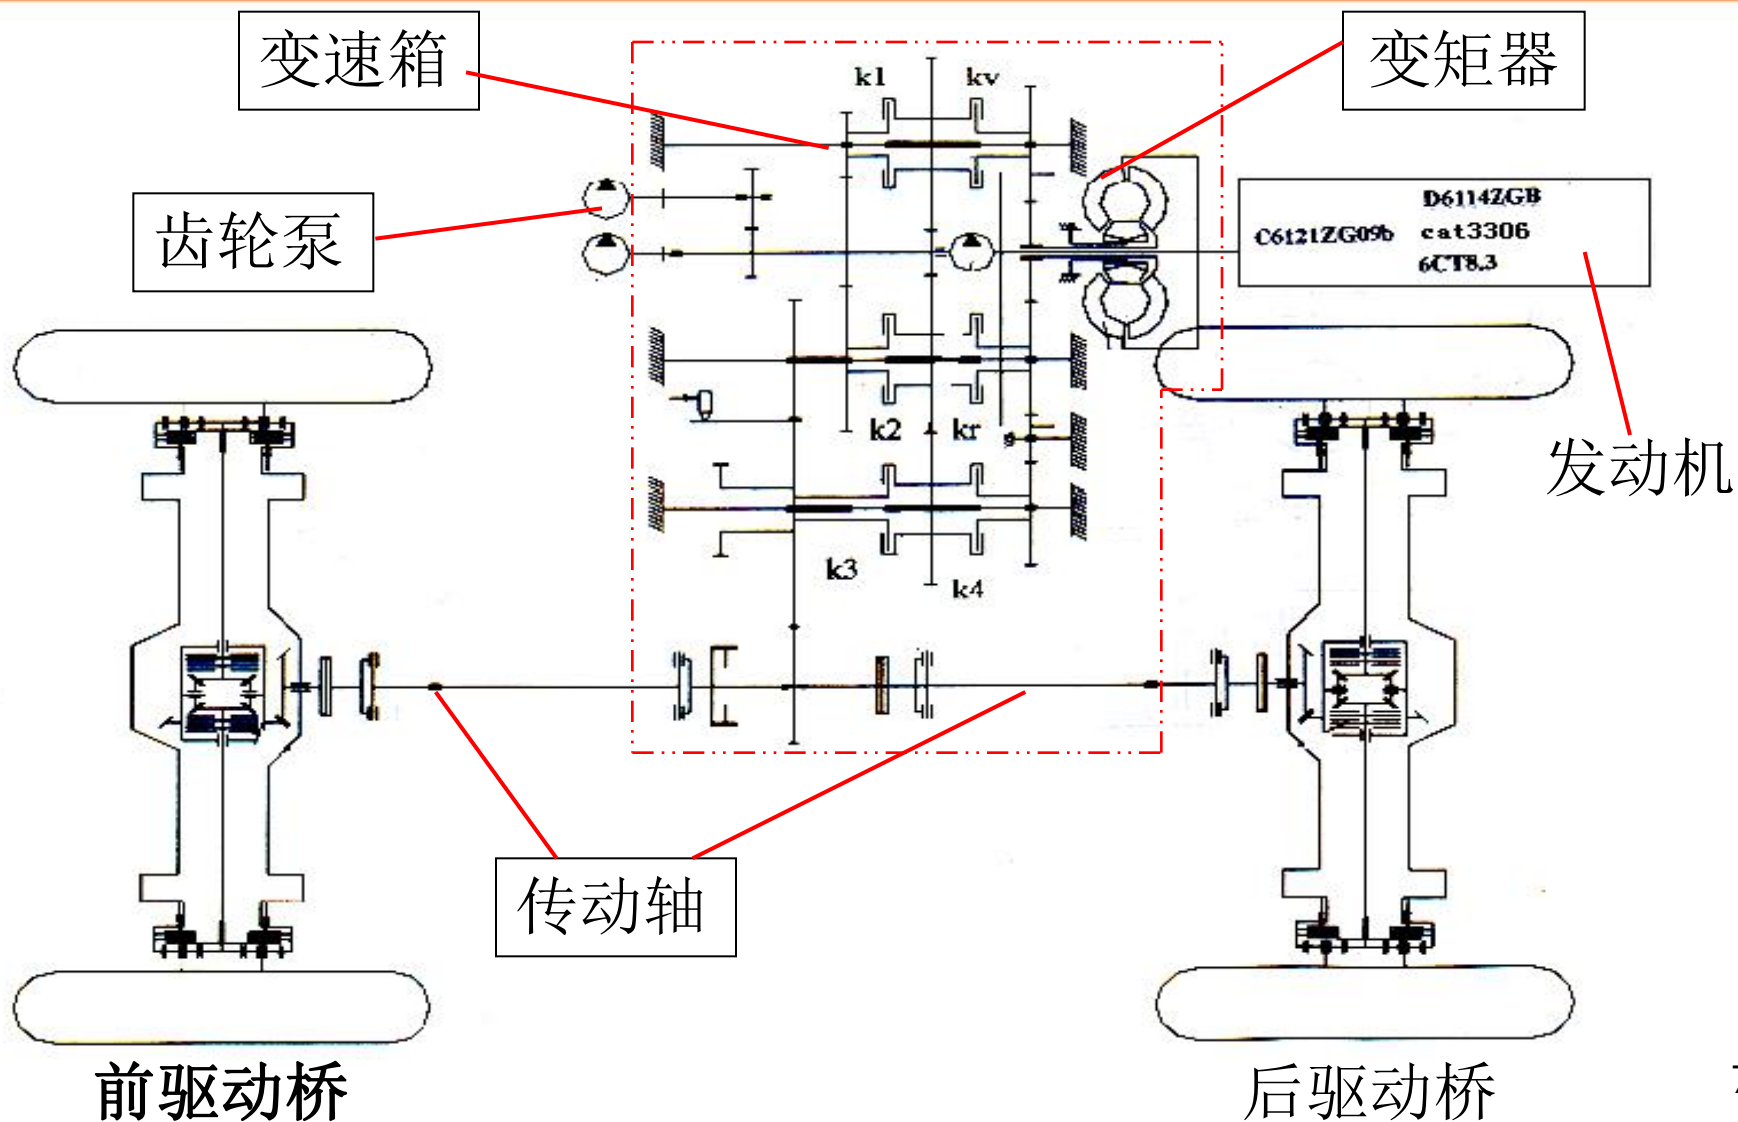 变速箱
变矩器
k1
kv
齿轮泵
D6114ZGB
C6121ZG09b
cat3306
6CT8.3
发动机
k2
kr
k3
k4
传动轴
前驱动桥
后驱动桥